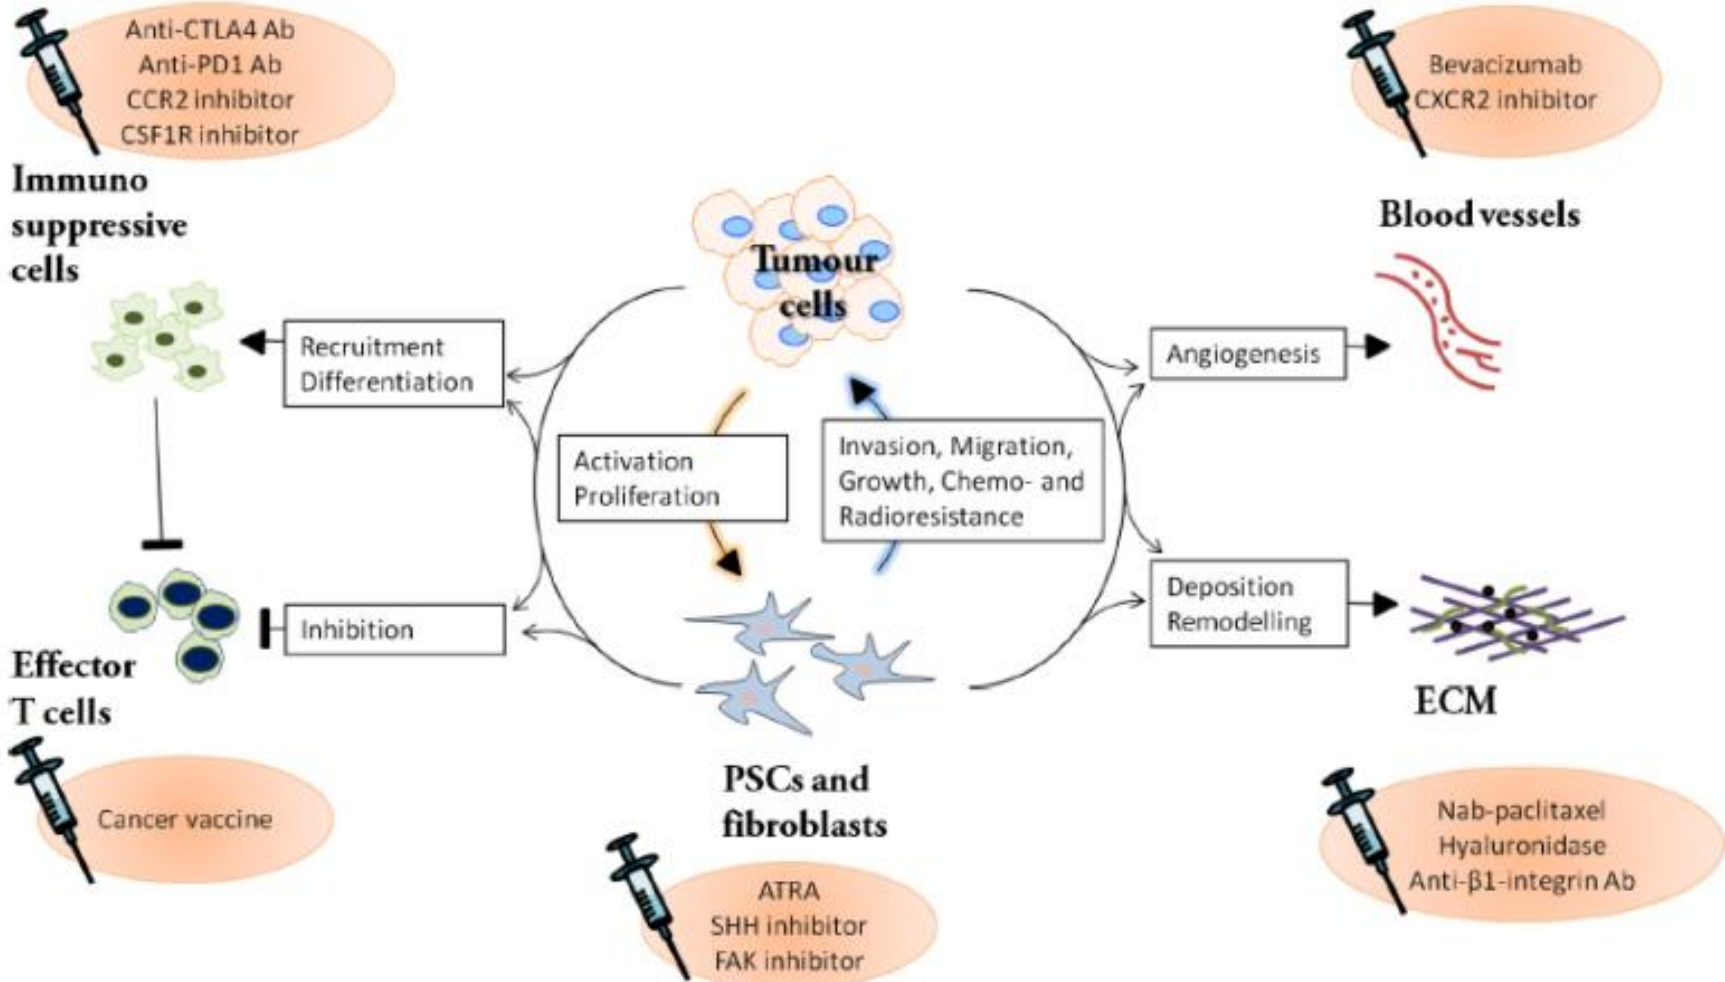 Anti-CTLA4 Ab
Anti-PD1 Ab
CCR2 inhibitor
CSF1R inhibitor
Immuno
suppressive
cells
Bevacizumab
CXCR2 inhibitor
Blood vessels
Tumour
cells
Recruitment
Differentiation
Angiogenesis
Activation
Proliferation
Invasion, Migration,
Growth, Chemo- and
Radioresistance
Inhibition
Deposition
Remodelling
Effector
T cells
ECM
Cancer vaccine
PSCs and
fibroblasts
ATRA
SHH inhibitor
FAK inhibitor
Nab-paclitaxel
Hyaluronidase
Anti-β1-integrin Ab